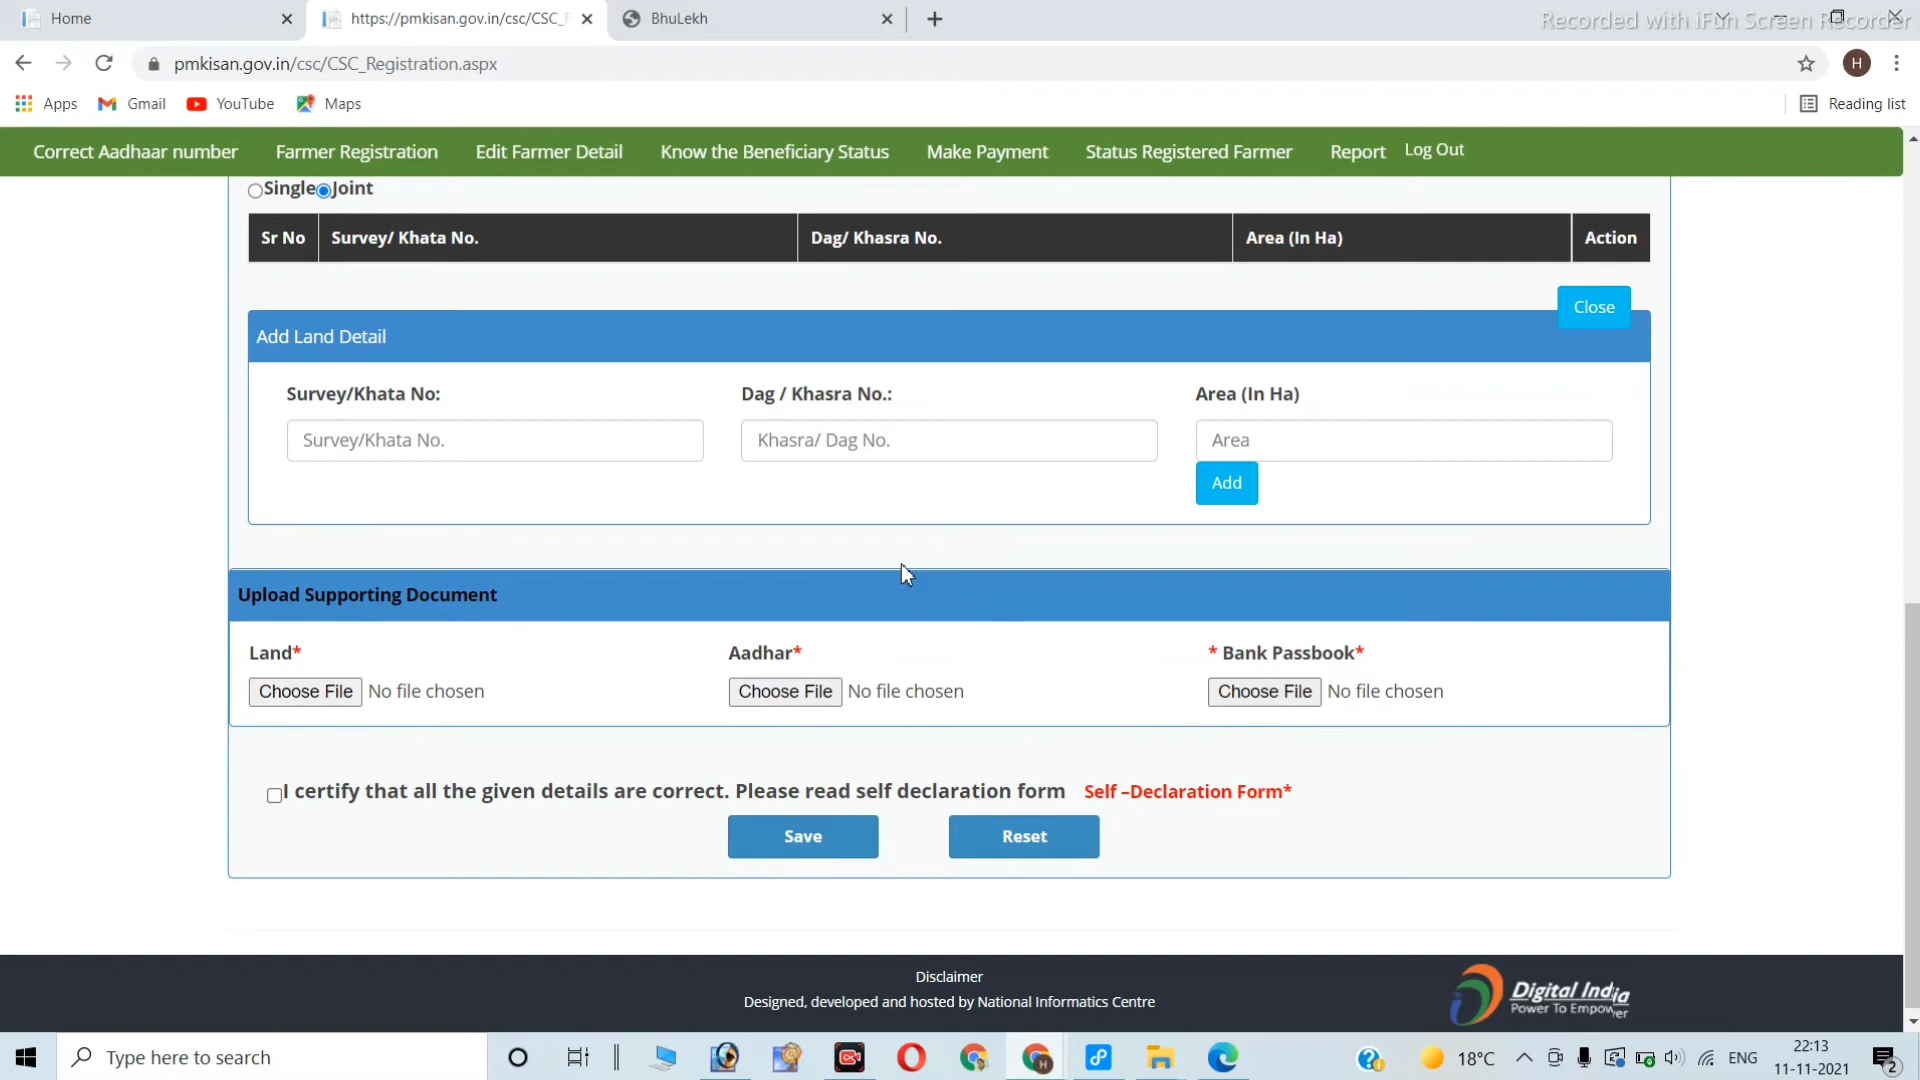 Home
https://pmkisan.gov.in/csc/CSC_F
BhuLekh
Recorded with iFun Screen Recorder
pmkisan.gov.in/csc/CSC_Registration.aspx
H
Apps Gmail YouTube Maps Reading list
Correct Aadhaar number Farmer Registration Edit Farmer Detail Know the Beneficiary Status Make Payment Status Registered Farmer Report Log Out
Single Joint
Sr No Survey/ Khata No. Dag/ Khasra No. Area (In Ha) Action
Close
Add Land Detail
Survey/Khata No: Dag / Khasra No.: Area (In Ha)
Survey/Khata No. Khasra/ Dag No. Area
Add
Upload Supporting Document
Land* Aadhar* * Bank Passbook*
Choose File No file chosen Choose File No file chosen Choose File No file chosen
I certify that all the given details are correct. Please read self declaration form Self –Declaration Form*
Save Reset
Disclaimer
Designed, developed and hosted by National Informatics Centre
Digital India
Power To Empower
Type here to search
18°C ENG
22:13
11-11-2021
2